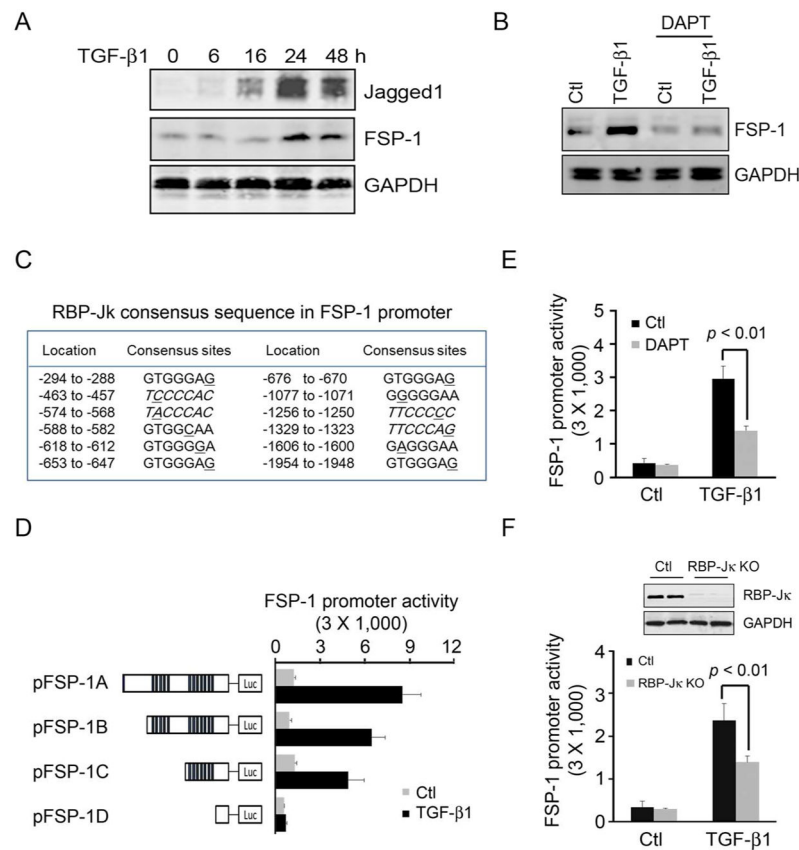 A
TGF-β1 0 6 16 24 48 h
Jagged1
FSP-1
GAPDH
B
DAPT
Ctl TGF-β1 Ctl TGF-β1
FSP-1
GAPDH
C
RBP-Jk consensus sequence in FSP-1 promoter
Location Consensus sites Location Consensus sites
-294 to -288 GTGGGAG -676 to -670 GTGGGAG
-463 to -457 TCCCCAC -1077 to -1071 GGGGGAA
-574 to -568 TACCCAC -1256 to -1250 TTCCCCC
-588 to -582 GTGGCAA -1329 to -1323 TTCCCAG
-618 to -612 GTGGGGA -1606 to -1600 GAGGGAA
-653 to -647 GTGGGAG -1954 to -1948 GTGGGAG
D
FSP-1 promoter activity
(3 X 1,000)
0 3 6 9 12
pFSP-1A Luc
pFSP-1B Luc
pFSP-1C Luc
pFSP-1D Luc
Ctl
TGF-β1
E
FSP-1 promoter activity
(3 X 1,000)
5
4
3
2
1
0
Ctl
DAPT
p < 0.01
Ctl TGF-β1
F
Ctl RBP-Jκ KO
RBP-Jκ
GAPDH
FSP-1 promoter activity
(3 X 1,000)
4
3
2
1
0
Ctl
RBP-Jκ KO
p < 0.01
Ctl TGF-β1